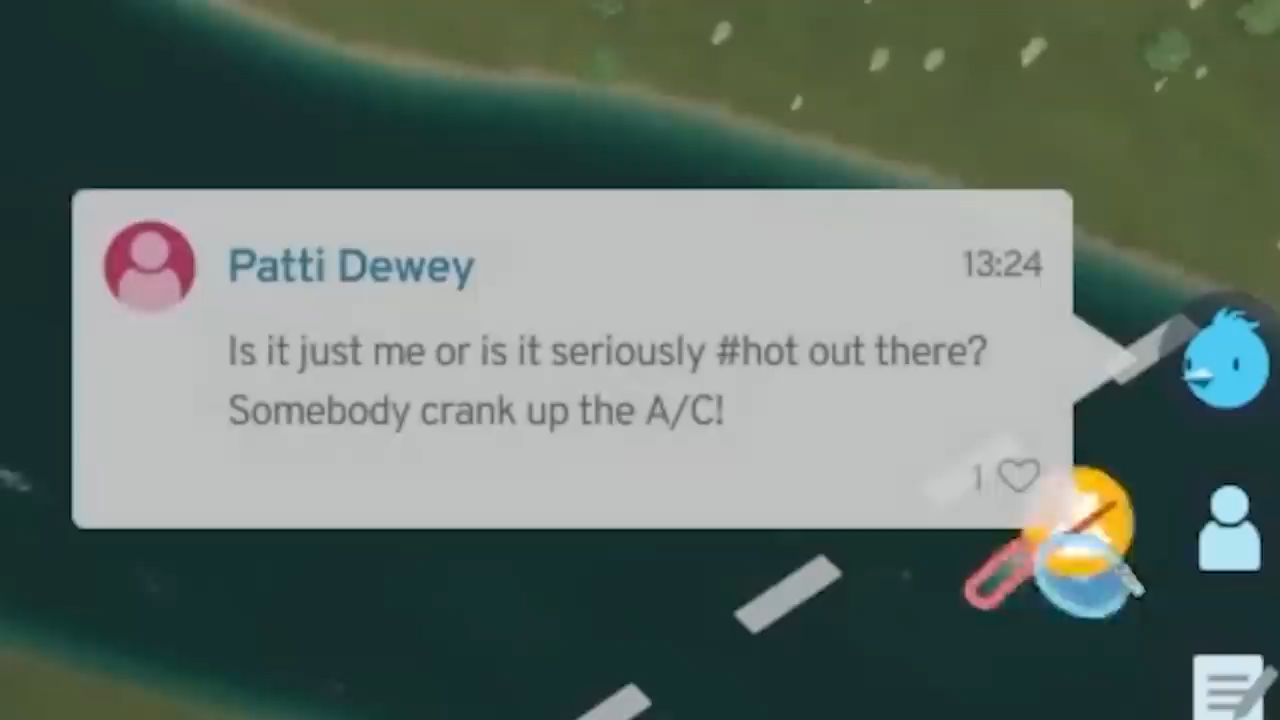 Patti Dewey
13:24
Is it just me or is it seriously #hot out there?
Somebody crank up the A/C!
1